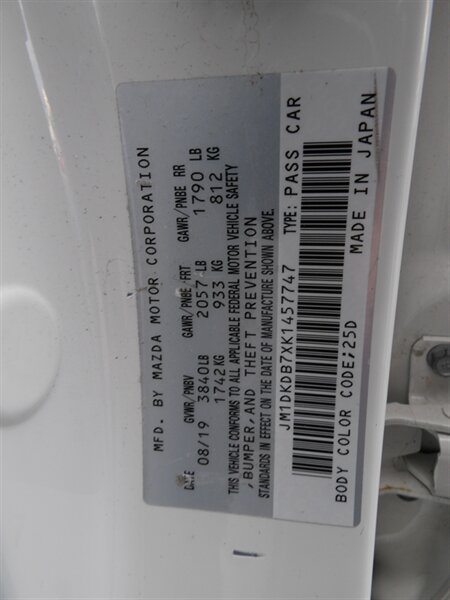 MFD. BY MAZDA MOTOR CORPORATION
DATE GVWR/PNBV GAWR/PNBE FRT GAWR/PNBE RR
08/19 3840LB 2057 LB 1790 LB
1742KG 933 KG 812 KG
THIS VEHICLE CONFORMS TO ALL APPLICABLE FEDERAL MOTOR VEHICLE SAFETY
,BUMPER,AND THEFT PREVENTION
STANDARDS IN EFFECT ON THE DATE OF MANUFACTURE SHOWN ABOVE.
JM1DKDB7XK1457747 TYPE: PASS CAR
BODY COLOR CODE;25D MADE IN JAPAN